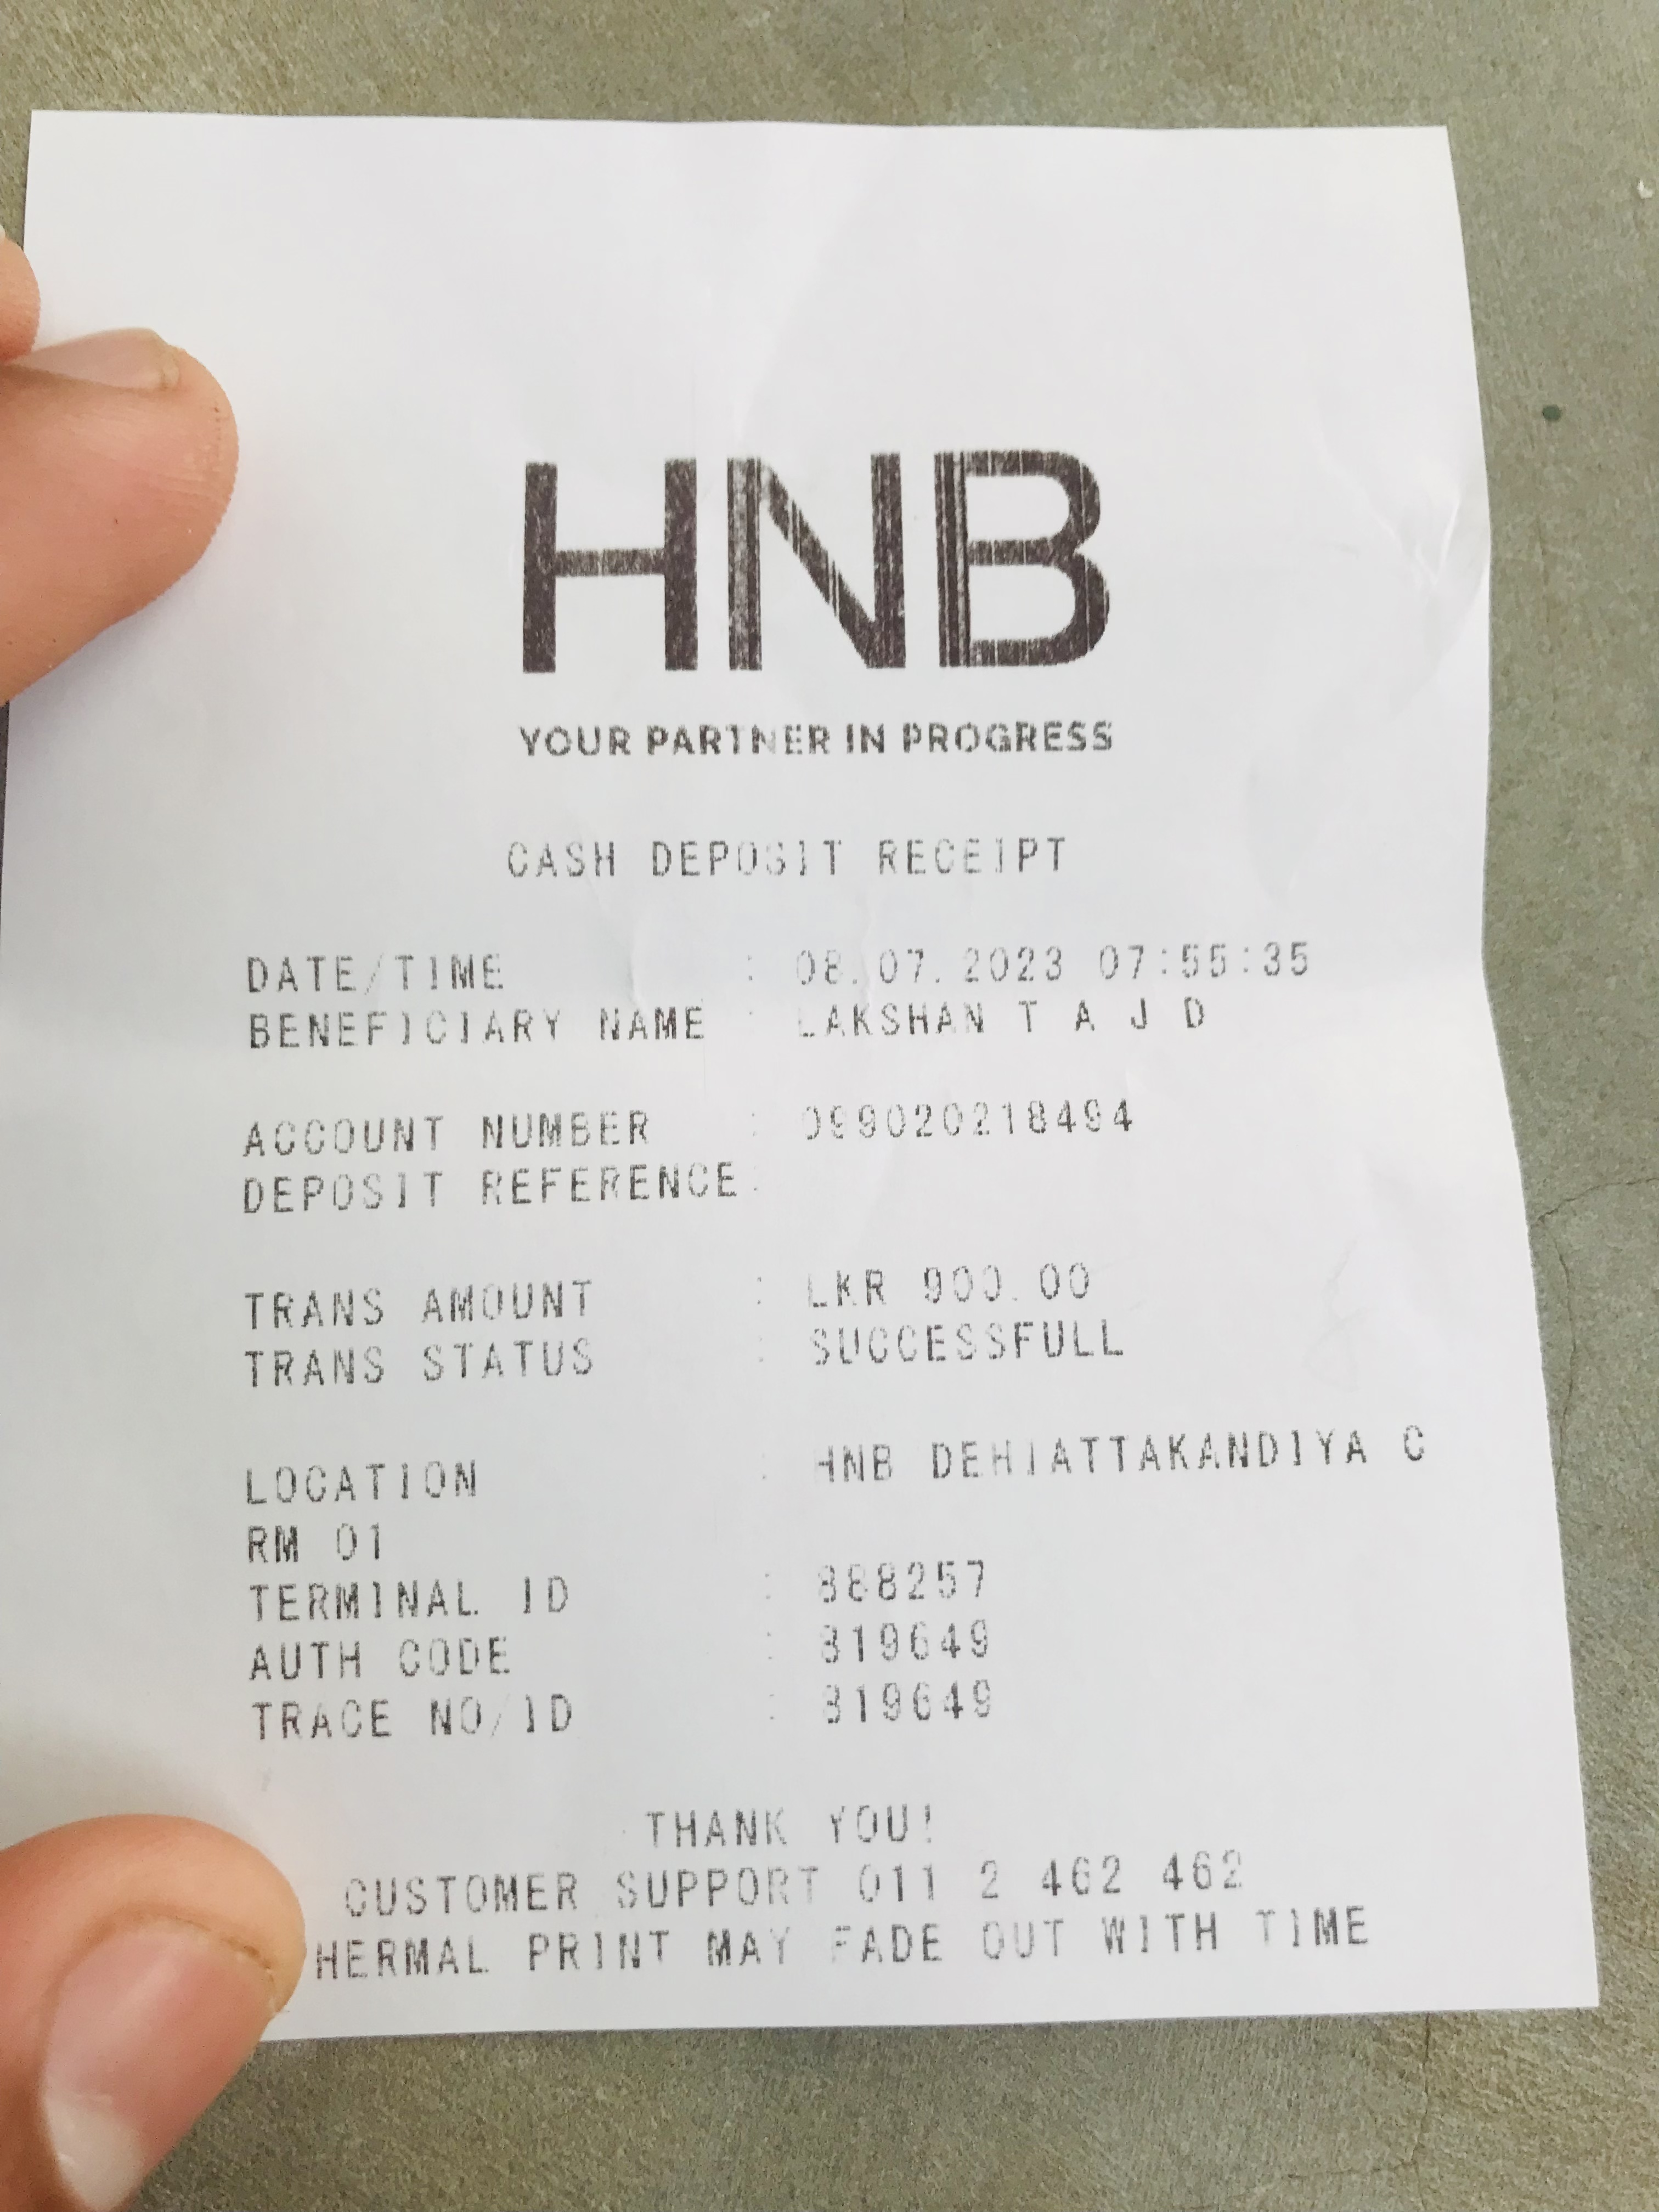 HNB
YOUR PARTNER IN PROGRESS
CASH DEPOSIT RECEIPT
DATE/TIME : 08.07.2023 07:55:35
BENEFICIARY NAME : LAKSHAN T A J D
ACCOUNT NUMBER : 099020218494
DEPOSIT REFERENCE:
TRANS AMOUNT : LKR 900.00
TRANS STATUS : SUCCESSFULL
LOCATION : HNB DEHIATTAKANDIYA C
RM 01
TERMINAL ID : 888257
AUTH CODE : 819649
TRACE NO/ID : 819649
THANK YOU!
CUSTOMER SUPPORT 011 2 462 462
HERMAL PRINT MAY FADE OUT WITH TIME